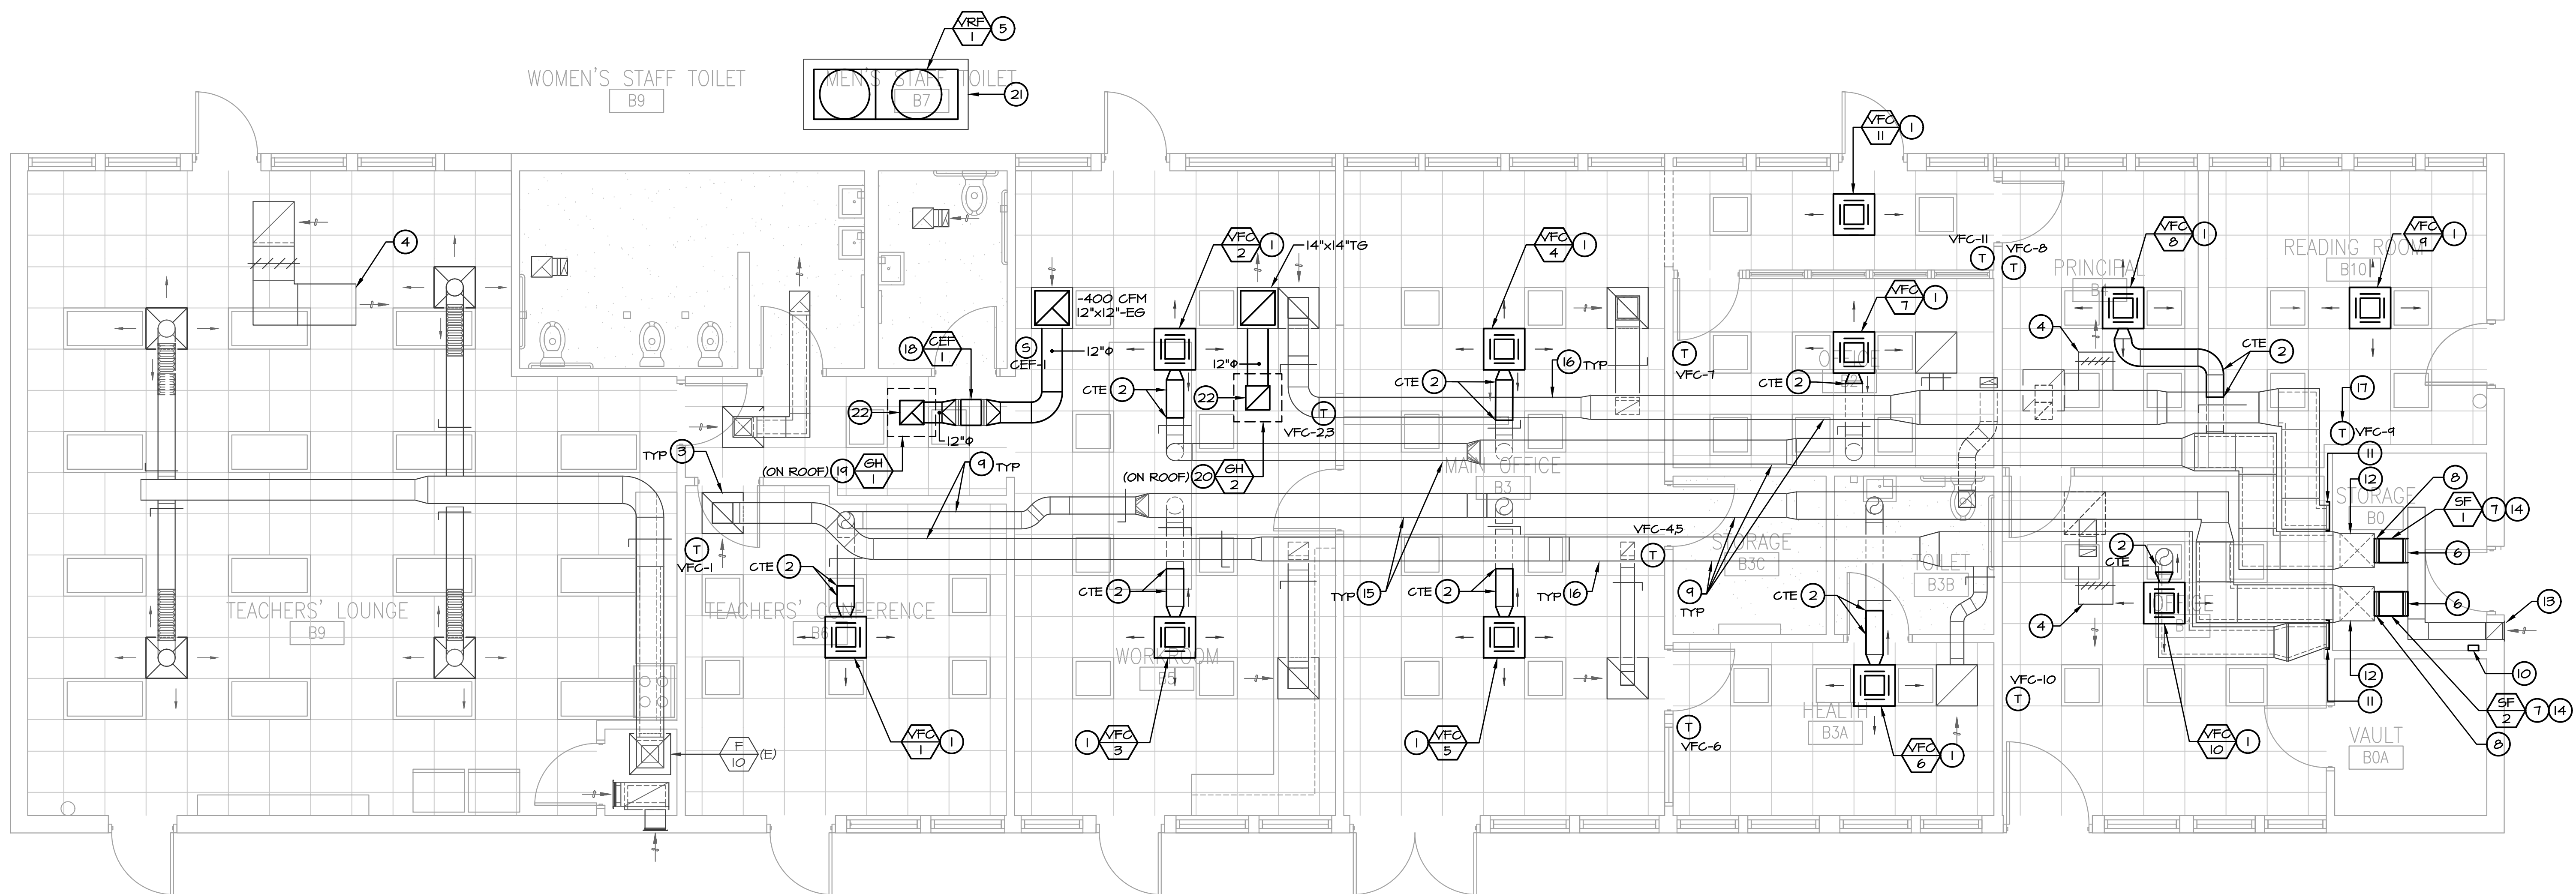 VRF
1
5
WOMEN'S STAFF TOILET
B9
MEN'S STAFF TOILET
B7
21
VFC
11
1
4
VFC
2
1
14"x14"TG
VFC
4
1
VFC-11
T
VFC-8
T
VFC
8
1
VFC
9
1
READING ROOM
B10
PRINCIPAL
-400 CFM
12"x12"-EG
VFC
7
1
18
CEF
1
S
CEF-1
12"ø
12"ø
16
TYP
T
VFC-7
OFFICE
4
CTE
2
CTE
2
CTE
2
CTE
2
22
12"ø
22
T
VFC-2,3
17
T
VFC-9
TYP
3
(ON ROOF)
19
GH
1
9
TYP
(ON ROOF)
20
GH
2
MAIN OFFICE
B3
11
12
8
STORAGE
B0
SF
1
7
14
T
VFC-1
CTE
2
VFC-4,5
T
STORAGE
B3C
TOILET
B3B
2
CTE
6
CTE
2
CTE
2
TYP
15
TYP
16
9
TYP
CTE
2
4
6
13
TEACHERS' LOUNGE
B9
TEACHERS' CONFERENCE
B6
WORKROOM
B5
10
12
11
VFC-10
T
SF
2
7
14
8
F
10
(E)
VFC
1
1
1
VFC
3
1
VFC
5
T
VFC-6
HEALTH
B3A
VFC
6
1
VFC
10
1
VAULT
B0A